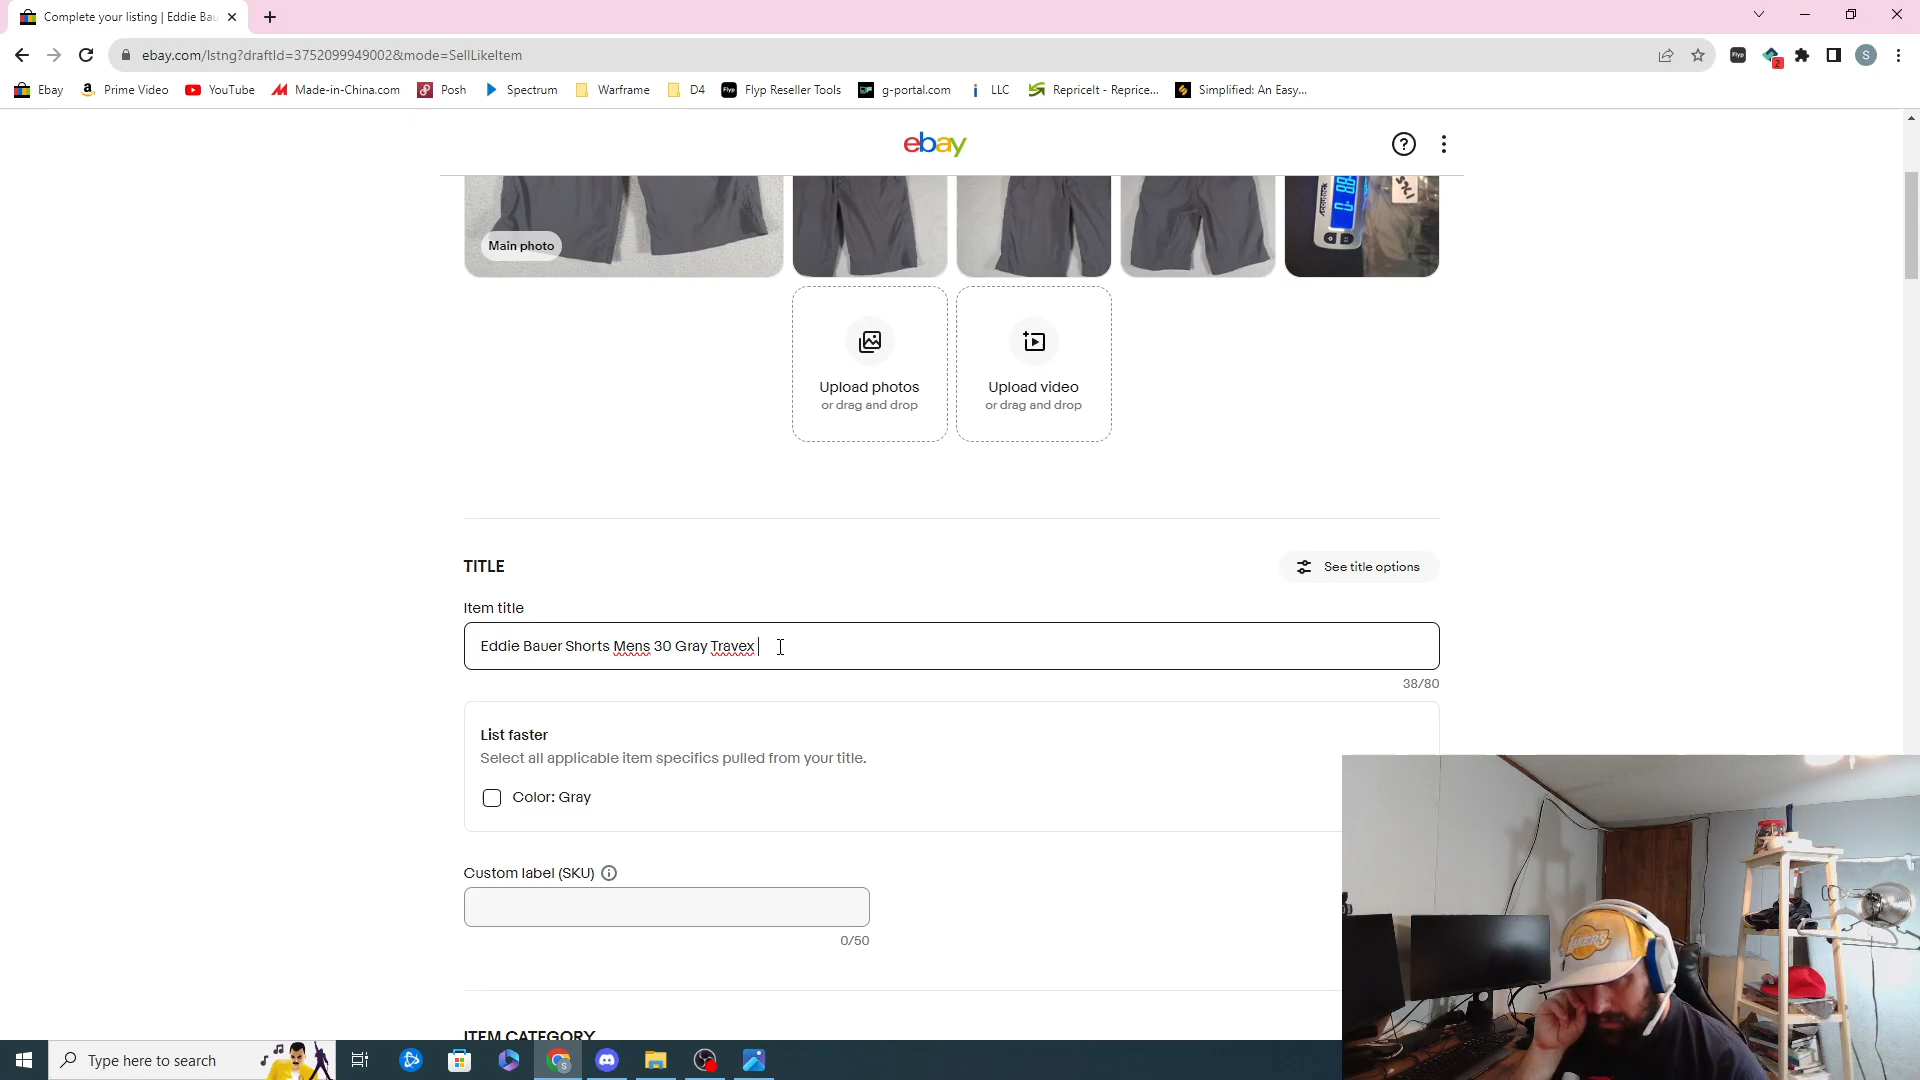 Complete your listing | Eddie Bau
ebay.com/lstng?draftId=3752099949002&mode=SellLikeItem
S
2
Ebay
Prime Video
YouTube
Made-in-China.com
Posh
Spectrum
Warframe
D4
Flyp Flyp Reseller Tools
g-portal.com
LLC
RepriceIt - Reprice...
Simplified: An Easy...
ebay
Main photo
Upload photos
or drag and drop
Upload video
or drag and drop
TITLE
See title options
Item title
Eddie Bauer Shorts Mens 30 Gray Travex
38/80
List faster
Select all applicable item specifics pulled from your title.
Color: Gray
Custom label (SKU)
0/50
ITEM CATEGORY
LAKERS
Type here to search